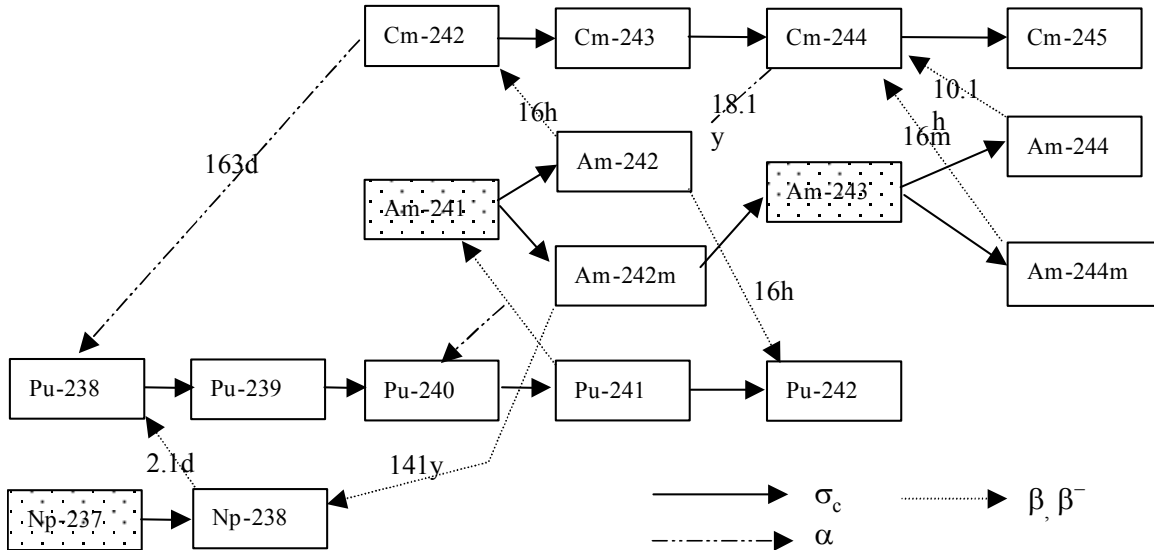 Cm-242
Cm-243
Cm-244
Cm-245
16h
18.1
y
10.1
h
16m
163d
Am-242
Am-244
Am-241
Am-243
Am-242m
Am-244m
16h
Pu-238
Pu-239
Pu-240
Pu-241
Pu-242
2.1d
141y
Np-237
Np-238
σc
β, β−
α